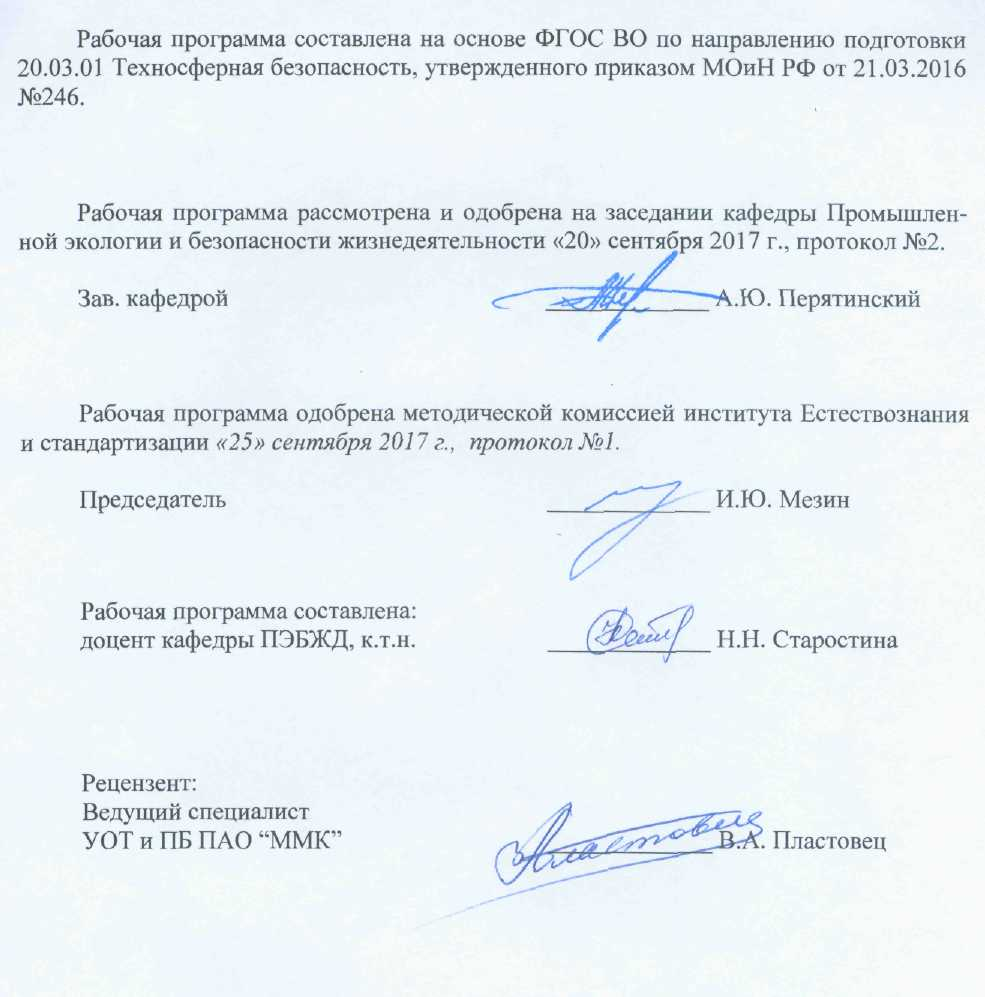 Рабочая программа составлена на основе ФГОС ВО по направлению подготовки
20.03.01 Техносферная безопасность, утвержденного приказом МОиН РФ от 21.03.2016
№246.
Рабочая программа рассмотрена и одобрена на заседании кафедры Промышлен-
ной экологии и безопасности жизнедеятельности «20» сентября 2017 г., протокол №2.
Зав. кафедрой А.Ю. Перятинский
Рабочая программа одобрена методической комиссией института Естествознания
и стандартизации «25» сентября 2017 г., протокол №1.
Председатель И.Ю. Мезин
Рабочая программа составлена:
доцент кафедры ПЭБЖД, к.т.н. Н.Н. Старостина
Рецензент:
Ведущий специалист
УОТ и ПБ ПАО “ММК” В.А. Пластовец